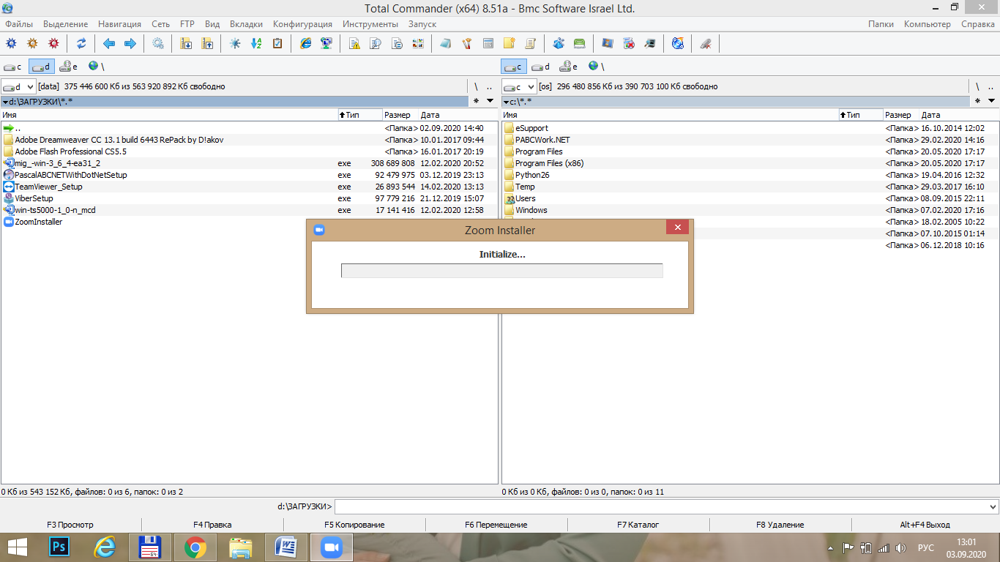 Total Commander (x64) 8.51a - Bmc Software Israel Ltd.
Файлы Выделение Навигация Сеть FTP Вид Вкладки Конфигурация Инструменты Запуск Папки Компьютер Справка
c d e \ c d e \
d [data] 375 446 600 Кб из 563 920 892 Кб свободно \ .. c [os] 296 480 856 Кб из 390 703 100 Кб свободно \ ..
d:\ЗАГРУЗКИ\*.* * c:\*.* *
Имя Тип Размер Дата Имя Тип Размер Дата
.. <Папка> 02.09.2020 14:40 eSupport <Папка> 16.10.2014 12:02
Adobe Dreamweaver CC 13.1 build 6443 RePack by D!akov <Папка> 10.01.2017 09:44 PABCWork.NET <Папка> 29.02.2020 14:16
Adobe Flash Professional CS5.5 <Папка> 16.01.2017 20:19 Program Files <Папка> 20.05.2020 17:17
mig_-win-3_6_4-ea31_2 exe 308 689 808 12.02.2020 20:52 Program Files (x86) <Папка> 20.05.2020 17:17
PascalABCNETWithDotNetSetup exe 92 479 975 03.12.2019 23:13 Python26 <Папка> 19.04.2016 12:32
TeamViewer_Setup exe 26 893 544 14.02.2020 13:13 Temp <Папка> 29.03.2017 16:10
ViberSetup exe 97 779 216 21.12.2019 15:07 Users <Папка> 08.09.2015 22:11
win-ts5000-1_0-n_mcd exe 17 141 416 12.02.2020 12:58 Windows <Папка> 07.02.2020 17:16
ZoomInstaller <Папка> 18.02.2005 10:22
<Папка> 07.10.2015 01:14
<Папка> 06.12.2018 10:16
Zoom Installer
Initialize...
0 Кб из 543 152 Кб, файлов: 0 из 6, папок: 0 из 2 0 Кб из 0 Кб, файлов: 0 из 0, папок: 0 из 11
d:\ЗАГРУЗКИ>
F3 Просмотр F4 Правка F5 Копирование F6 Перемещение F7 Каталог F8 Удаление Alt+F4 Выход
Ps 64 РУС 13:01
03.09.2020